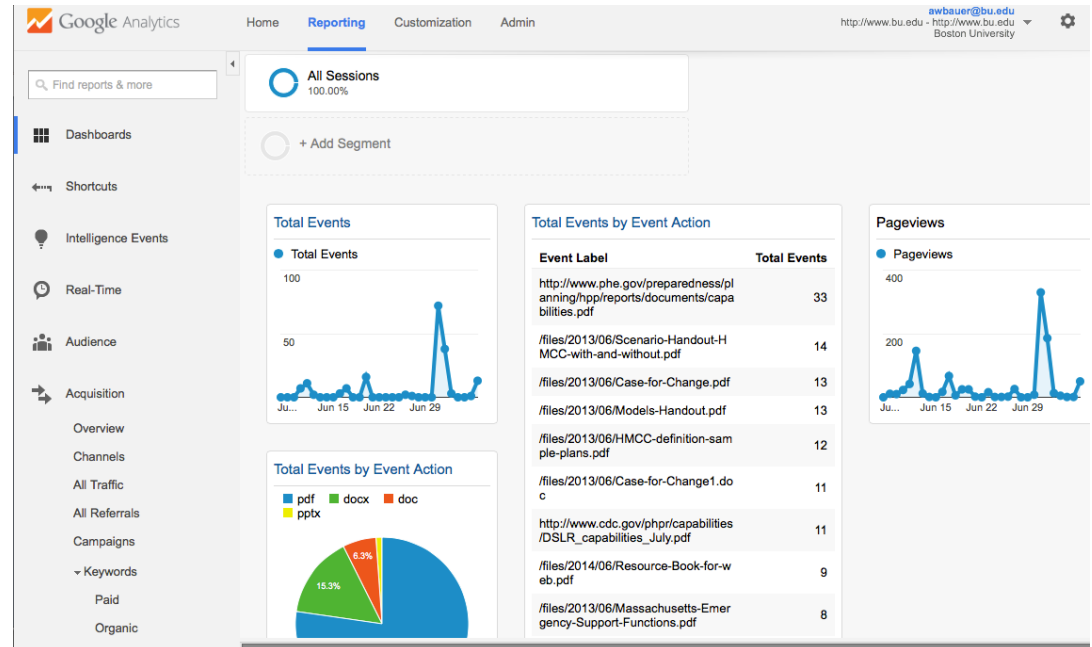 Google Analytics
Home Reporting Customization Admin
awbauer@bu.edu
http://www.bu.edu - http://www.bu.edu
Boston University
Find reports & more
Dashboards
Shortcuts
Intelligence Events
Real-Time
Audience
Acquisition
Overview
Channels
All Traffic
All Referrals
Campaigns
Keywords
Paid
Organic
All Sessions
100.00%
+ Add Segment
Total Events
Total Events
100
50
Ju... Jun 15 Jun 22 Jun 29
Total Events by Event Action
pdf docx doc
pptx
6.3%
15.3%
Total Events by Event Action
Event Label Total Events
http://www.phe.gov/preparedness/pl
anning/hpp/reports/documents/capa
bilities.pdf
33
/files/2013/06/Scenario-Handout-H
MCC-with-and-without.pdf
14
/files/2013/06/Case-for-Change.pdf 13
/files/2013/06/Models-Handout.pdf 13
/files/2013/06/HMCC-definition-sam
ple-plans.pdf
12
/files/2013/06/Case-for-Change1.do
c
11
http://www.cdc.gov/phpr/capabilities
/DSLR_capabilities_July.pdf
11
/files/2014/06/Resource-Book-for-w
eb.pdf
9
/files/2013/06/Massachusetts-Emer
gency-Support-Functions.pdf
8
Pageviews
Pageviews
400
200
Ju... Jun 15 Jun 22 Jun 29